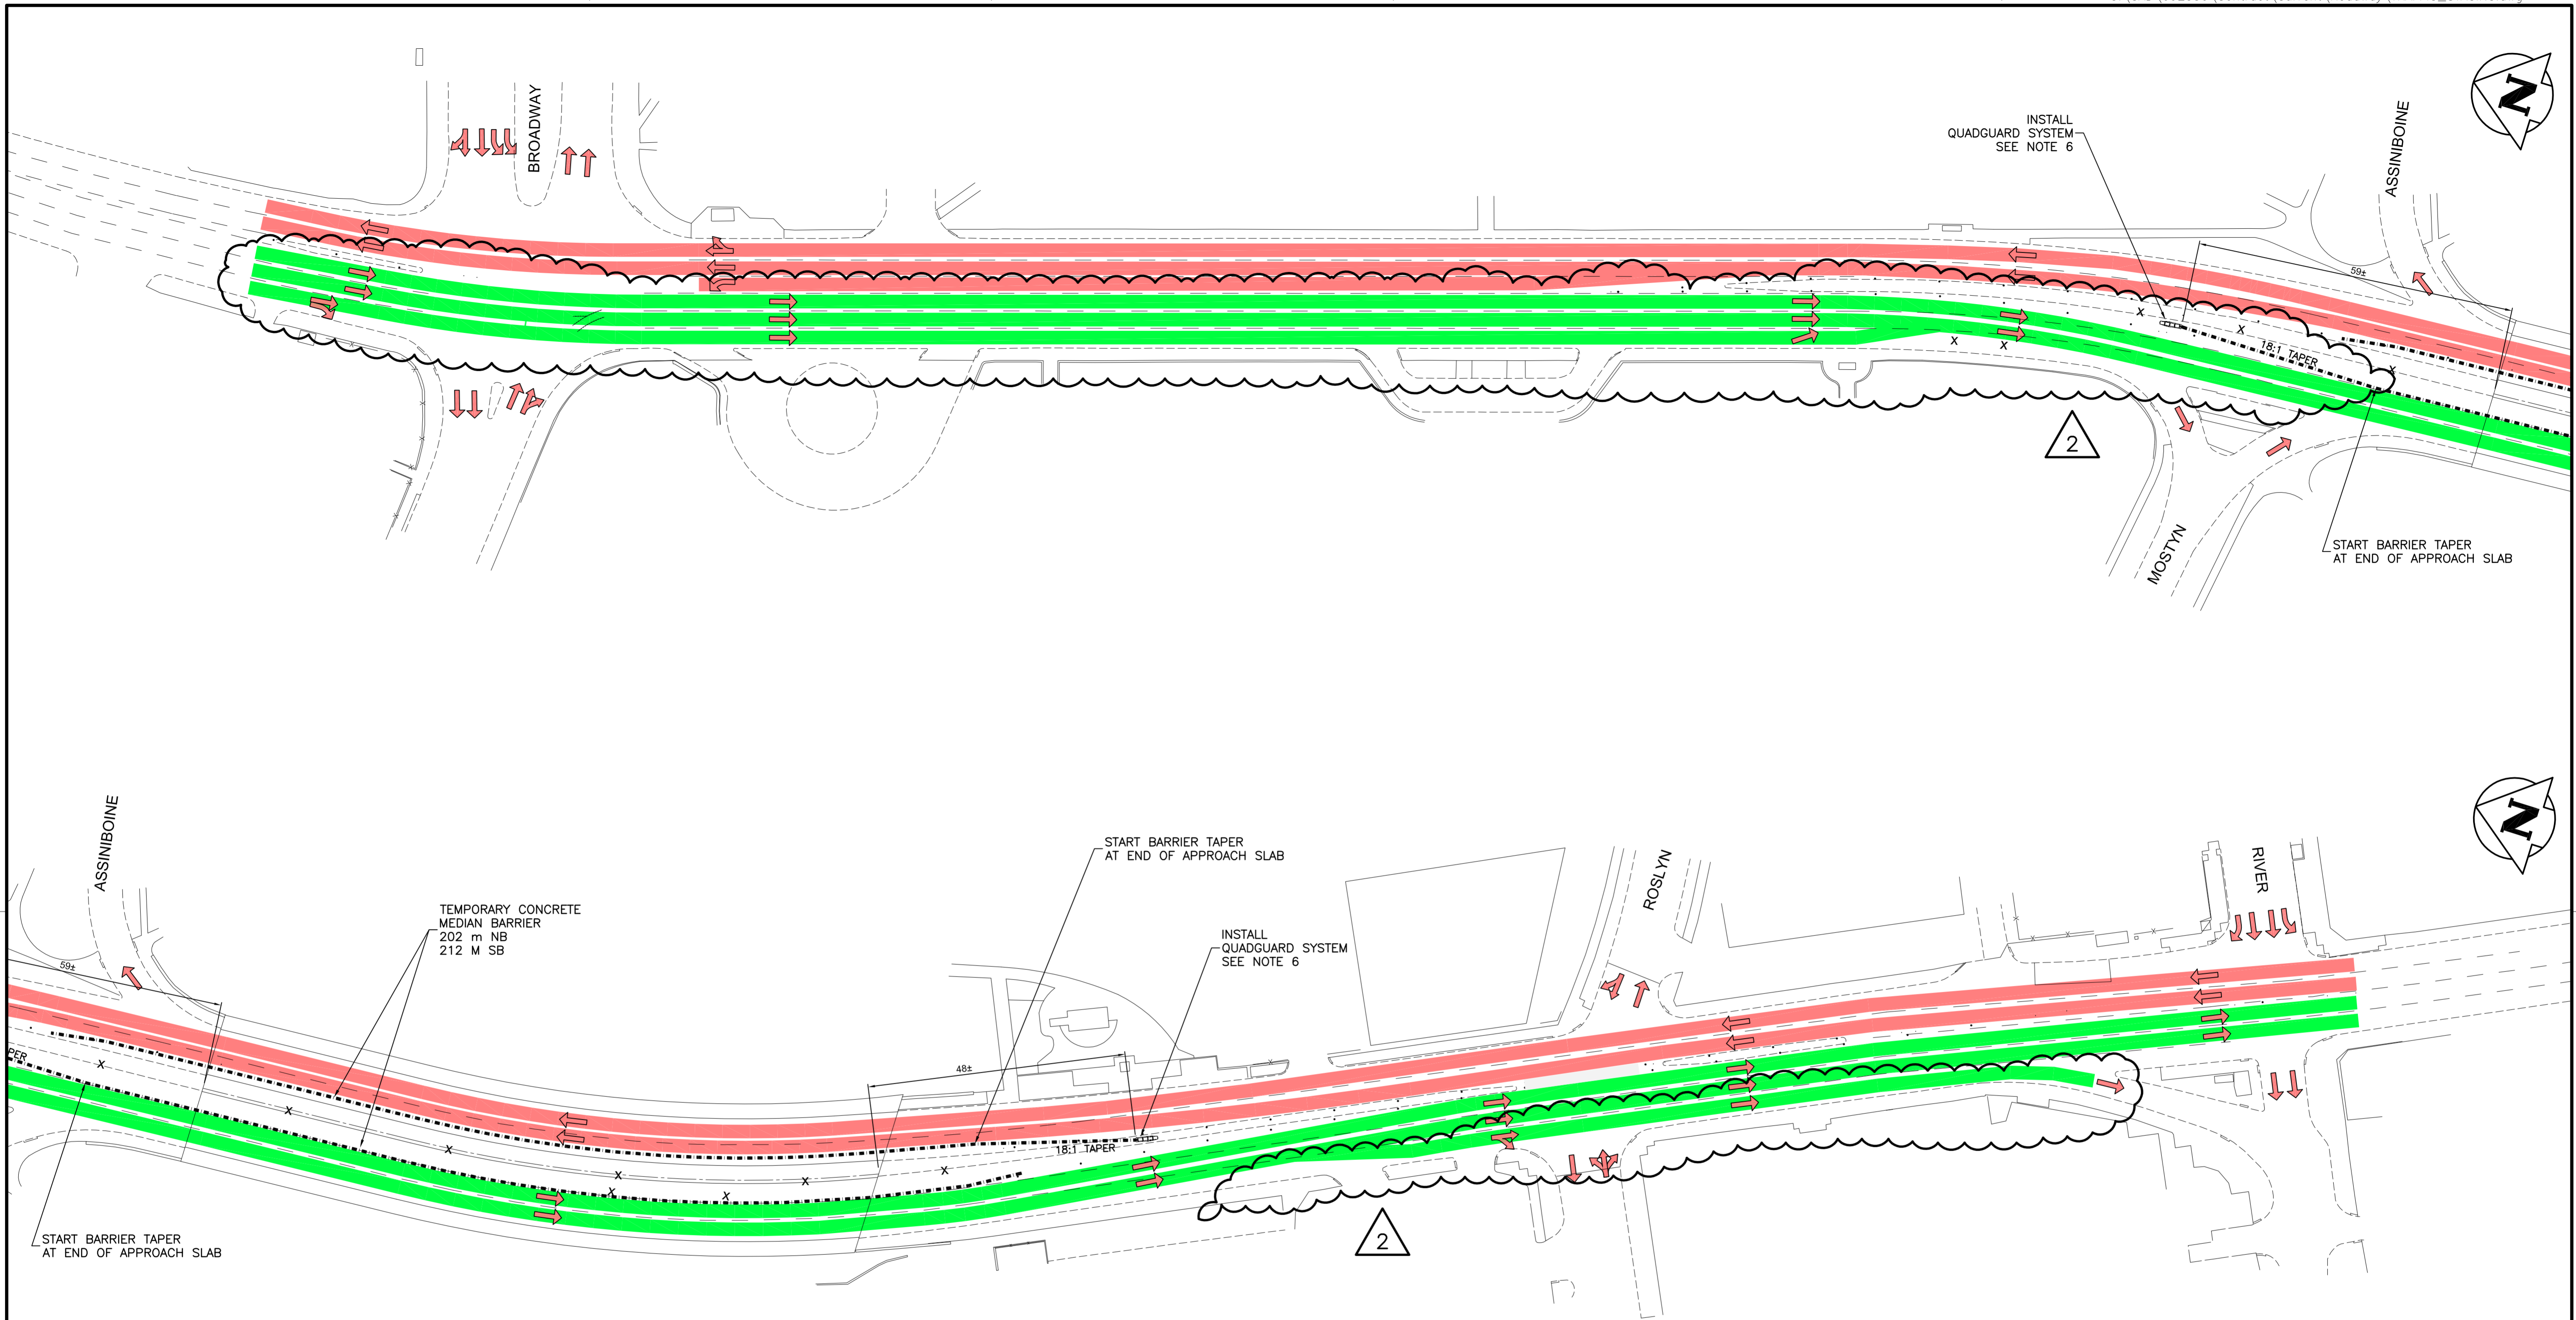 BROADWAY
INSTALL
QUADGUARD SYSTEM
SEE NOTE 6
ASSINIBOINE
N
59±
18:1 TAPER
2
MOSTYN
START BARRIER TAPER
AT END OF APPROACH SLAB
ASSINIBOINE
59±
PER
TEMPORARY CONCRETE
MEDIAN BARRIER
202 m NB
212 M SB
START BARRIER TAPER
AT END OF APPROACH SLAB
INSTALL
QUADGUARD SYSTEM
SEE NOTE 6
48±
18:1 TAPER
ROSLYN
RIVER
N
2
START BARRIER TAPER
AT END OF APPROACH SLAB